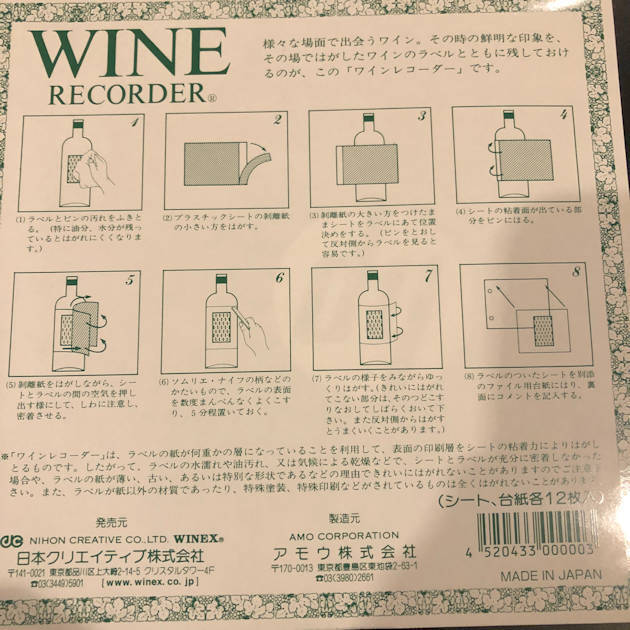 WINE
RECORDER®
様々な場面で出会うワイン。その時の鮮明な印象を、
その場ではがしたワインのラベルとともに残しておけ
るのが、この「ワインレコーダー」です。
1
(1)ラベルとビンの汚れをふきと
る。(特に油分、水分が残っ
ているとはがれにくくなりま
す。)
2
(2)プラスチックシートの剥離紙
の小さい方をはがす。
3
(3)剥離紙の大きい方をつけたま
まシートをラベルにあて位置
決めをする。(ビンをとおし
て反対側からラベルを見ると
容易です。)
4
(4)シートの粘着面が出ている部
分をビンにはる。
5
(5)剥離紙をはがしながら、シー
トとラベルの間の空気を押し
出す様にして、しわに注意し、
密着させる。
6
(6)ソムリエ・ナイフの柄などの
かたいもので、ラベルの表面
を数度まんべんなくよくこす
り、5分程置いておく。
7
(7)ラベルの様子をみながらゆっ
くりはがす。(きれいにはがれ
てこない部分は、そのつどこす
りなおしてしばらくおいて下さ
い。また反対側からはがす
とうまくいくことがあります。)
8
(8)ラベルのついたシートを別添
のファイル用台紙にはり、裏
面にコメントを記入する。
※「ワインレコーダー」は、ラベルの紙が何重かの層になっていることを利用して、表面の印刷層をシートの粘着力によりはがし
とるものです。したがって、ラベルの水濡れや油汚れ、又は気候による乾燥などで、シートとラベルが充分に密着しなかった
場合や、ラベルの紙が薄い、古い、あるいは特別な形状であるなどの理由できれいにはがれないことがありますのでご注意下
さい。また、ラベルが紙以外の材質であったり、特殊塗装、特殊印刷などがされているものは全くはがれないことがあります。
(シート、台紙各12枚入)
発売元
NIHON CREATIVE CO.,LTD. WINEX®
日本クリエイティブ株式会社
〒141-0021 東京都品川区上大崎2-14-5 クリスタルタワー4F
☎03(3449)5901 [www.winex.co.jp]
製造元
AMO CORPORATION
アモウ株式会社
〒170-0013 東京都豊島区東池袋2-63-1
☎03(3980)2661
4 520433 000003
MADE IN JAPAN